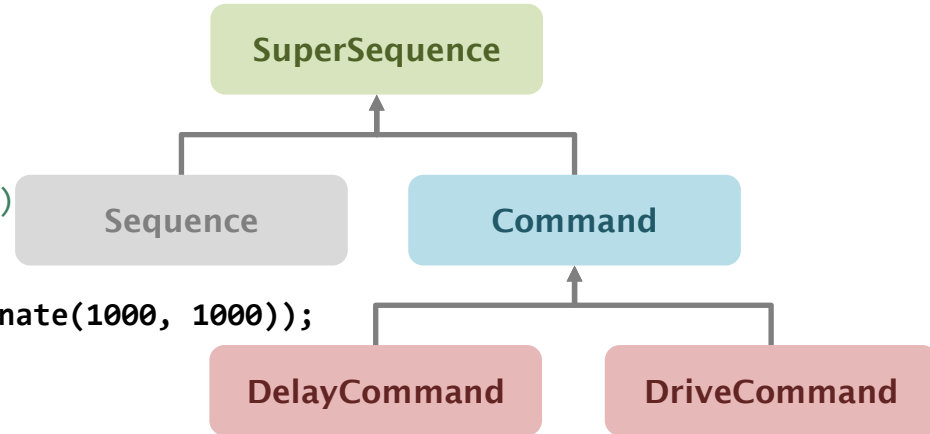 SuperSequence
)
Sequence
Command
nate(1000, 1000));
DelayCommand
DriveCommand